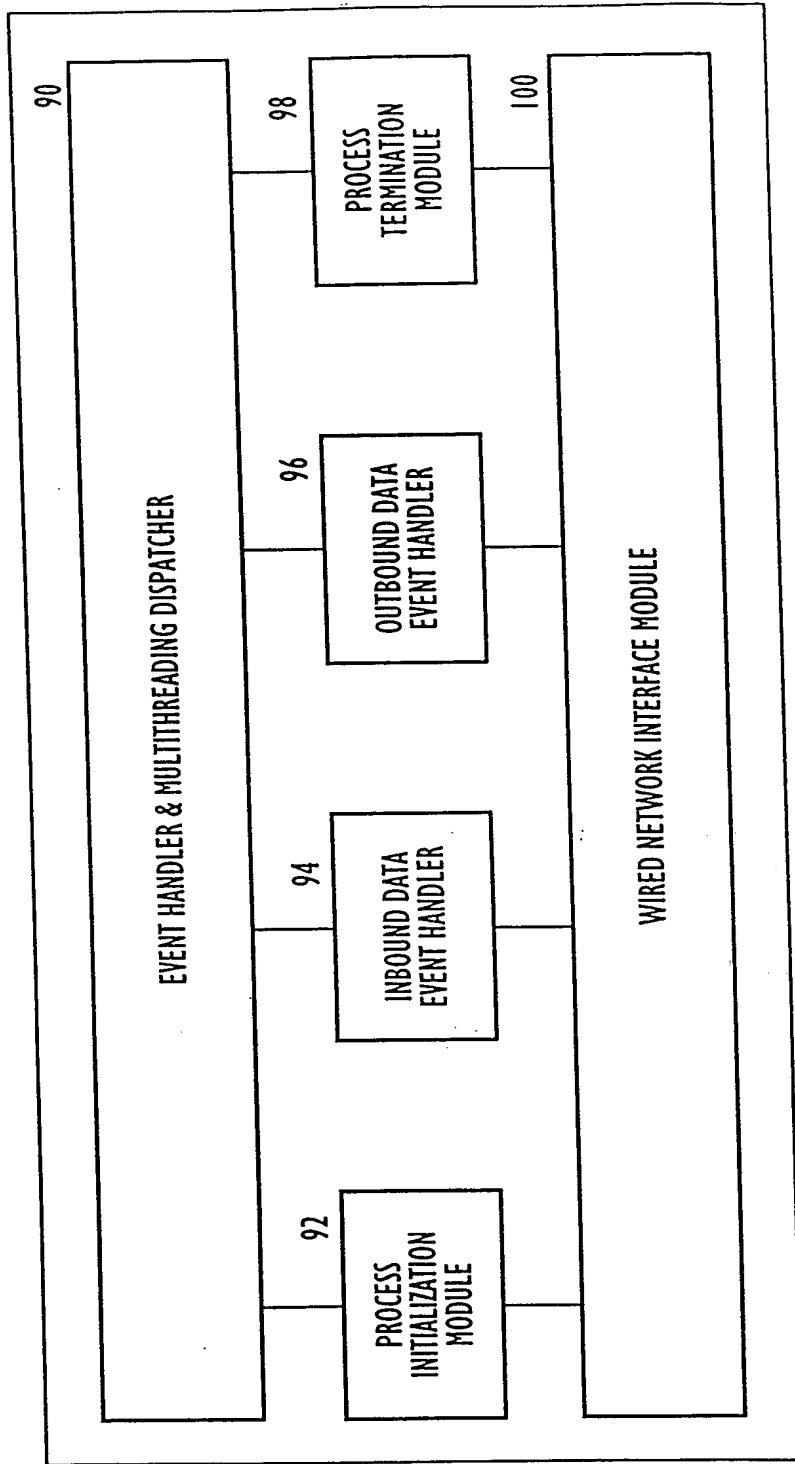 90
EVENT HANDLER & MULTITHREADING DISPATCHER
92
PROCESS
INITIALIZATION
MODULE
94
INBOUND DATA
EVENT HANDLER
96
OUTBOUND DATA
EVENT HANDLER
98
PROCESS
TERMINATION
MODULE
100
WIRED NETWORK INTERFACE MODULE